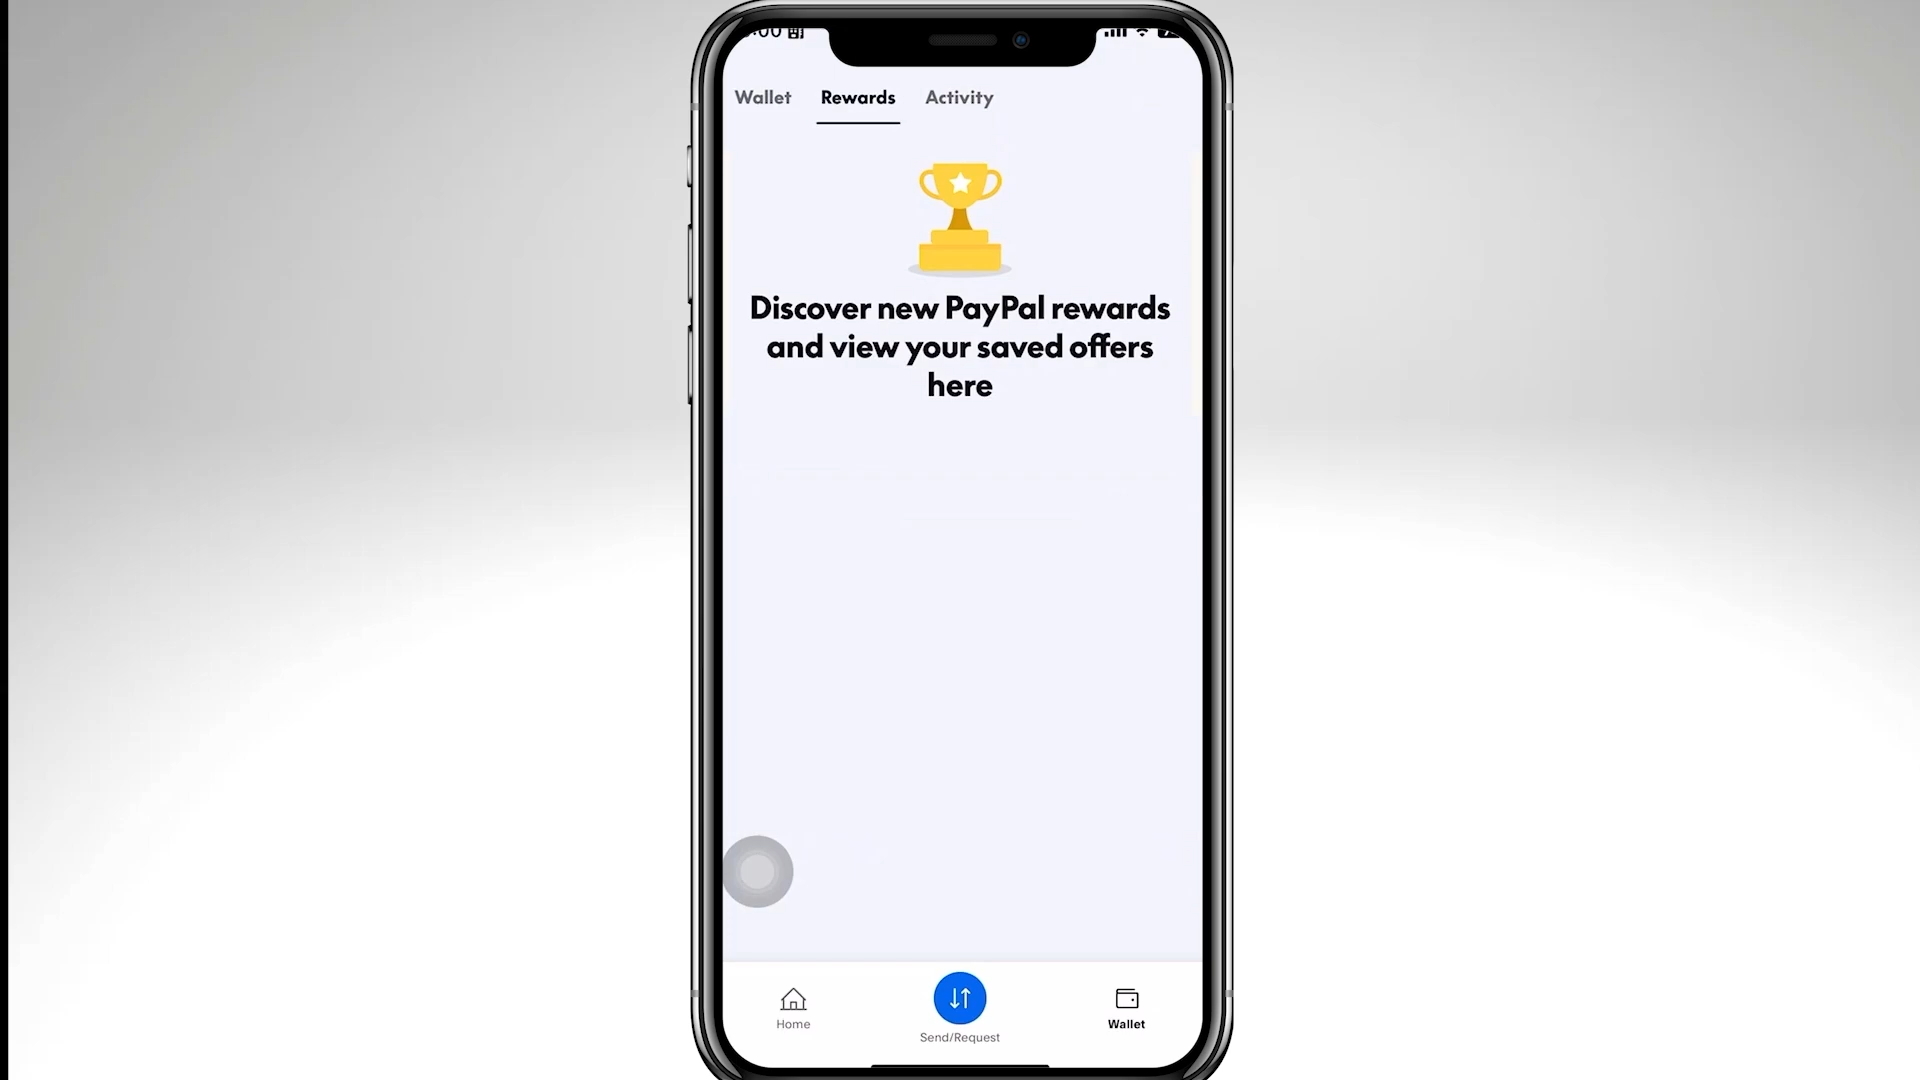 Wallet Rewards Activity
Discover new PayPal rewards
and view your saved offers
here
Home
Send/Request
Wallet